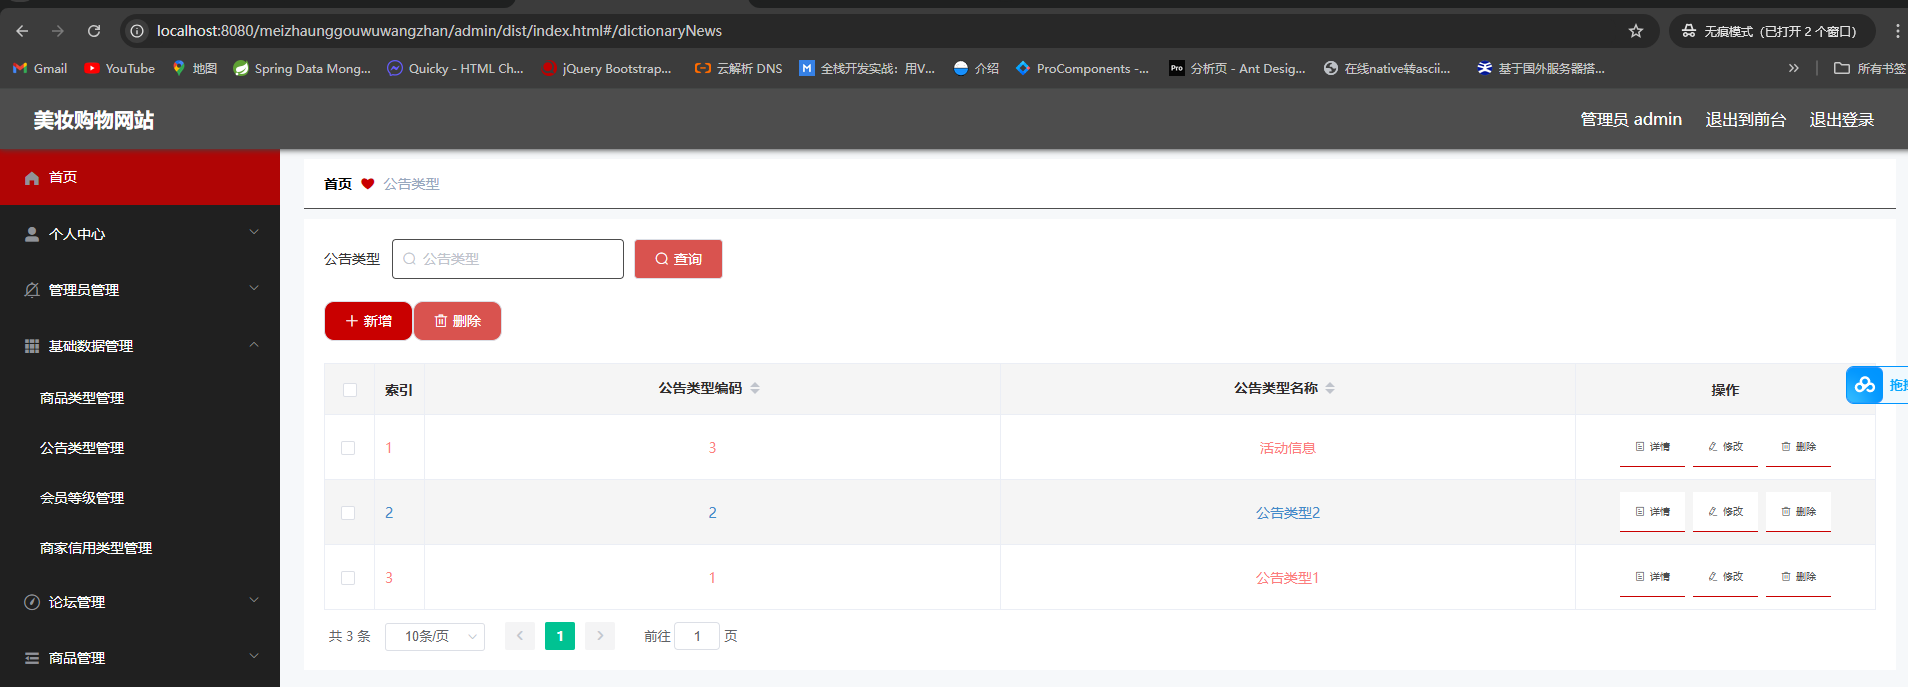 localhost:8080/meizhaunggouwuwangzhan/admin/dist/index.html#/dictionaryNews
无痕模式（已打开 2 个窗口）
Gmail YouTube 地图 Spring Data Mong... Quicky - HTML Ch... jQuery Bootstrap... 云解析 DNS 全栈开发实战：用V... 介绍 ProComponents -... Pro 分析页 - Ant Desig... 在线native转ascii... 基于国外服务器搭... » 所有书签
美妆购物网站 管理员 admin 退出到前台 退出登录
首页
个人中心
管理员管理
基础数据管理
商品类型管理
公告类型管理
会员等级管理
商家信用类型管理
论坛管理
商品管理
首页 公告类型
公告类型 公告类型 查询
新增 删除
索引 公告类型编码 公告类型名称 操作
1 3 活动信息 详情 修改 删除
2 2 公告类型2 详情 修改 删除
3 1 公告类型1 详情 修改 删除
共 3 条 10条/页 1 前往 1 页